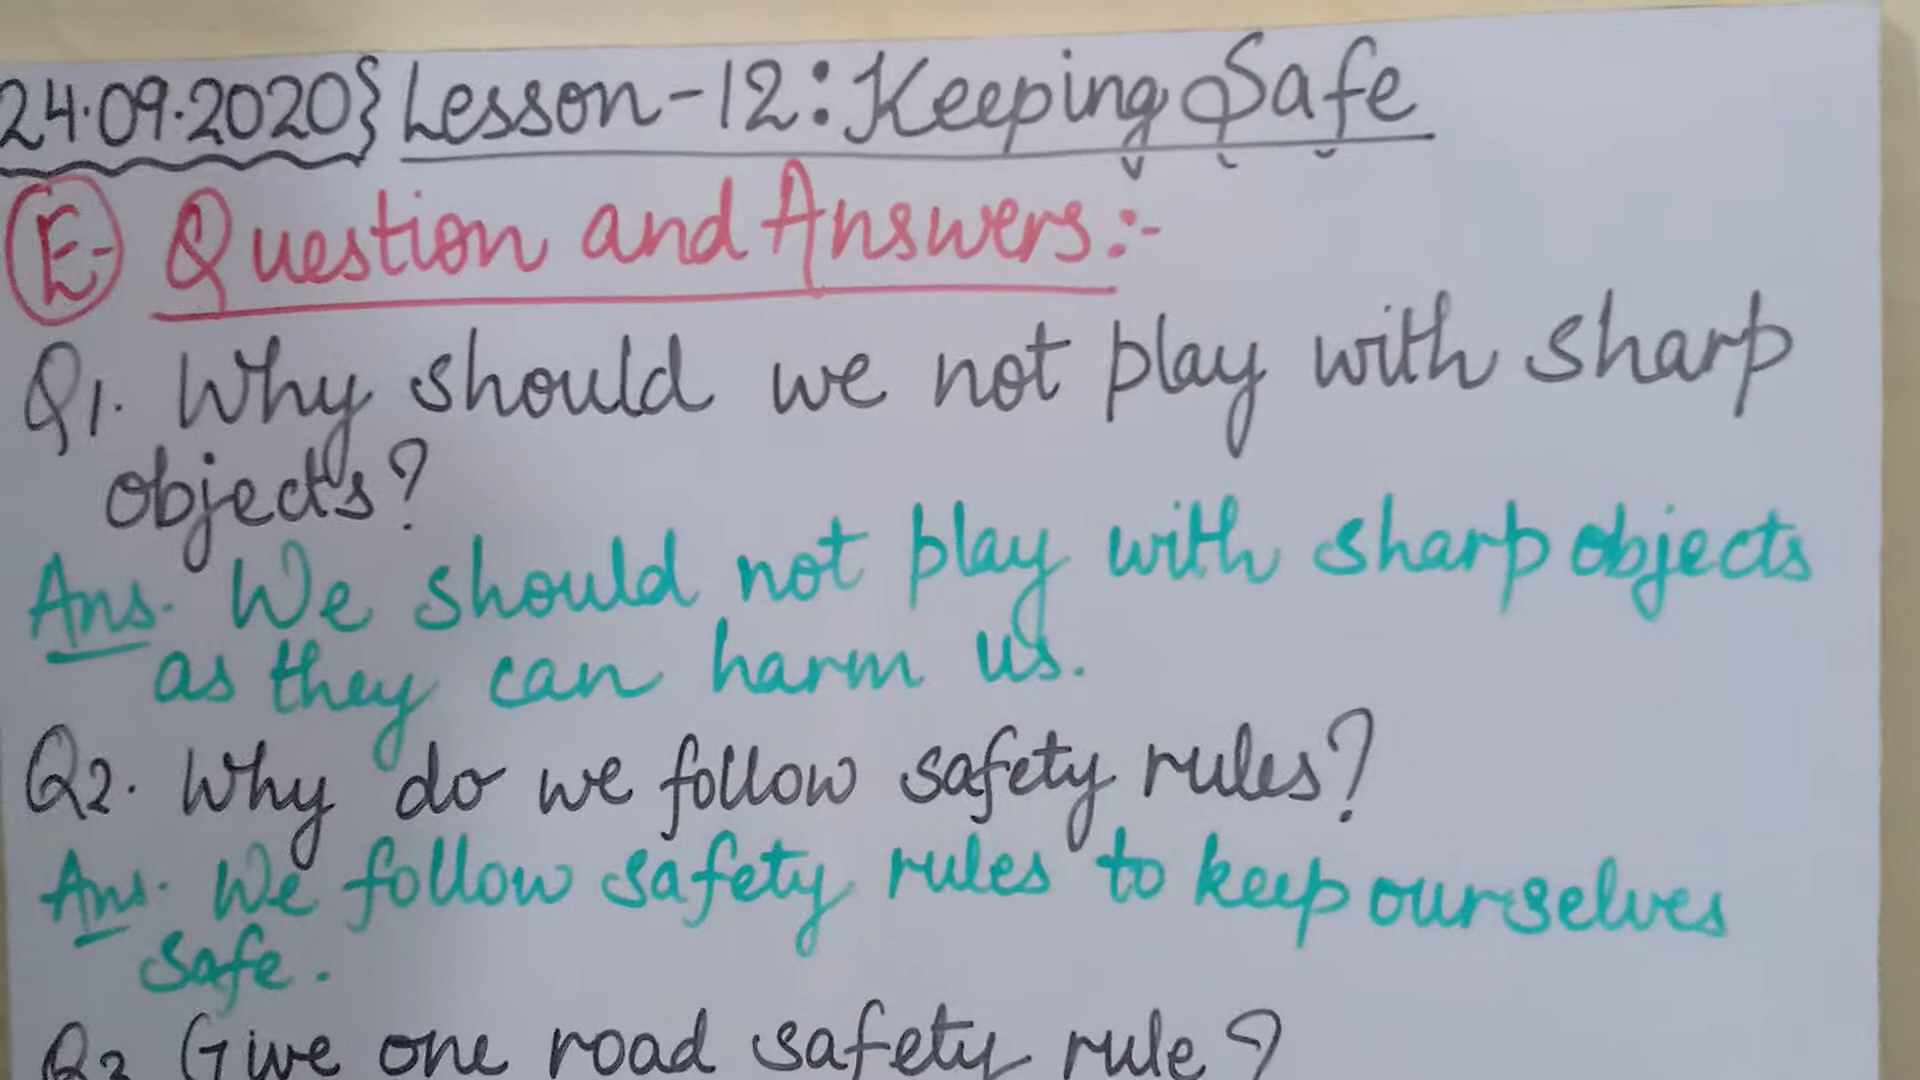 24.09.2020} Lesson-12: Keeping Safe
E- Question and Answers:-
Q1. Why should we not play with sharp
objects?
Ans. We should not play with sharp objects
as they can harm us.
Q2. Why do we follow safety rules?
Ans. We follow safety rules to keep ourselves
safe.
Q3 Give one road safety rule?